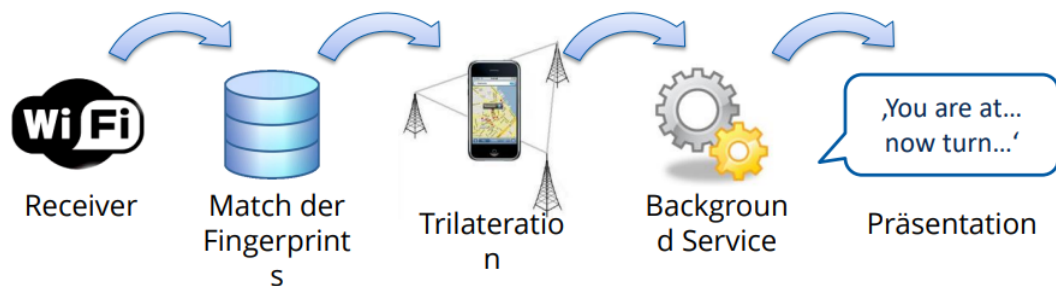 Wi Fi
Receiver
Match der
Fingerprint
s
Trilateratio
n
Backgroun
d Service
‚You are at...
now turn...‘
Präsentation